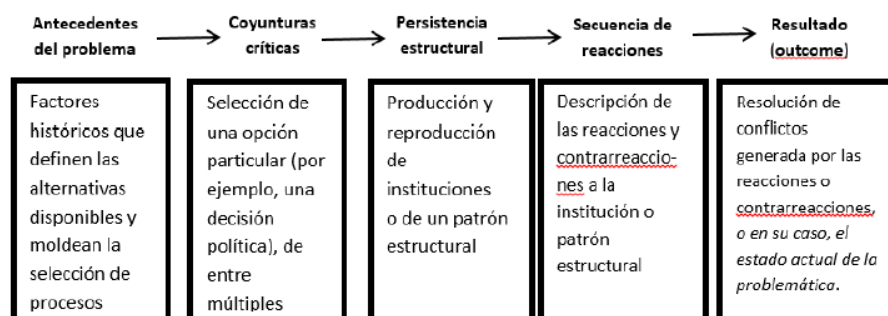 Antecedentes
del problema
Coyunturas
críticas
Persistencia
estructural
Secuencia de
reacciones
Resultado
(outcome)
Factores
históricos que
definen las
alternativas
disponibles y
moldean la
selección de
procesos
Selección de
una opción
particular (por
ejemplo, una
decisión
política), de
entre
múltiples
Producción y
reproducción
de
instituciones
o de un patrón
estructural
Descripción de
las reacciones y
contrarreaccio-
nes a la
institución o
patrón
estructural
Resolución de
conflictos
generada por las
reacciones o
contrarreacciones,
o en su caso, el
estado actual de la
problemática.